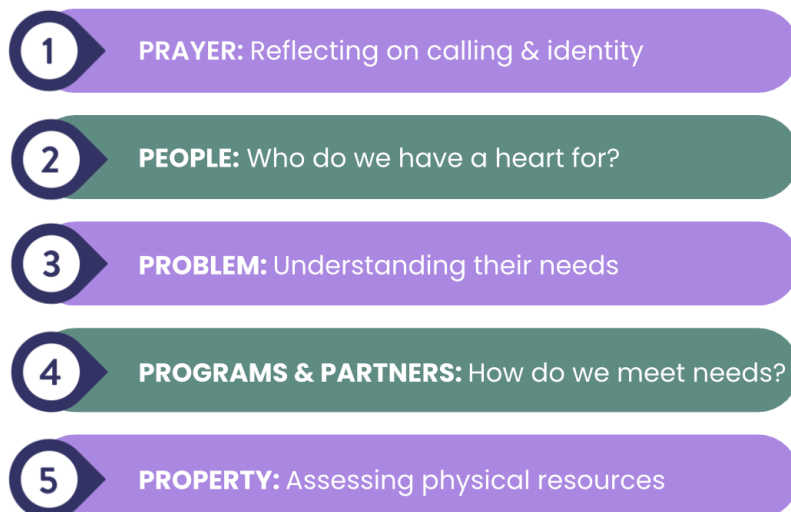 1 PRAYER: Reflecting on calling & identity
2 PEOPLE: Who do we have a heart for?
3 PROBLEM: Understanding their needs
4 PROGRAMS & PARTNERS: How do we meet needs?
5 PROPERTY: Assessing physical resources